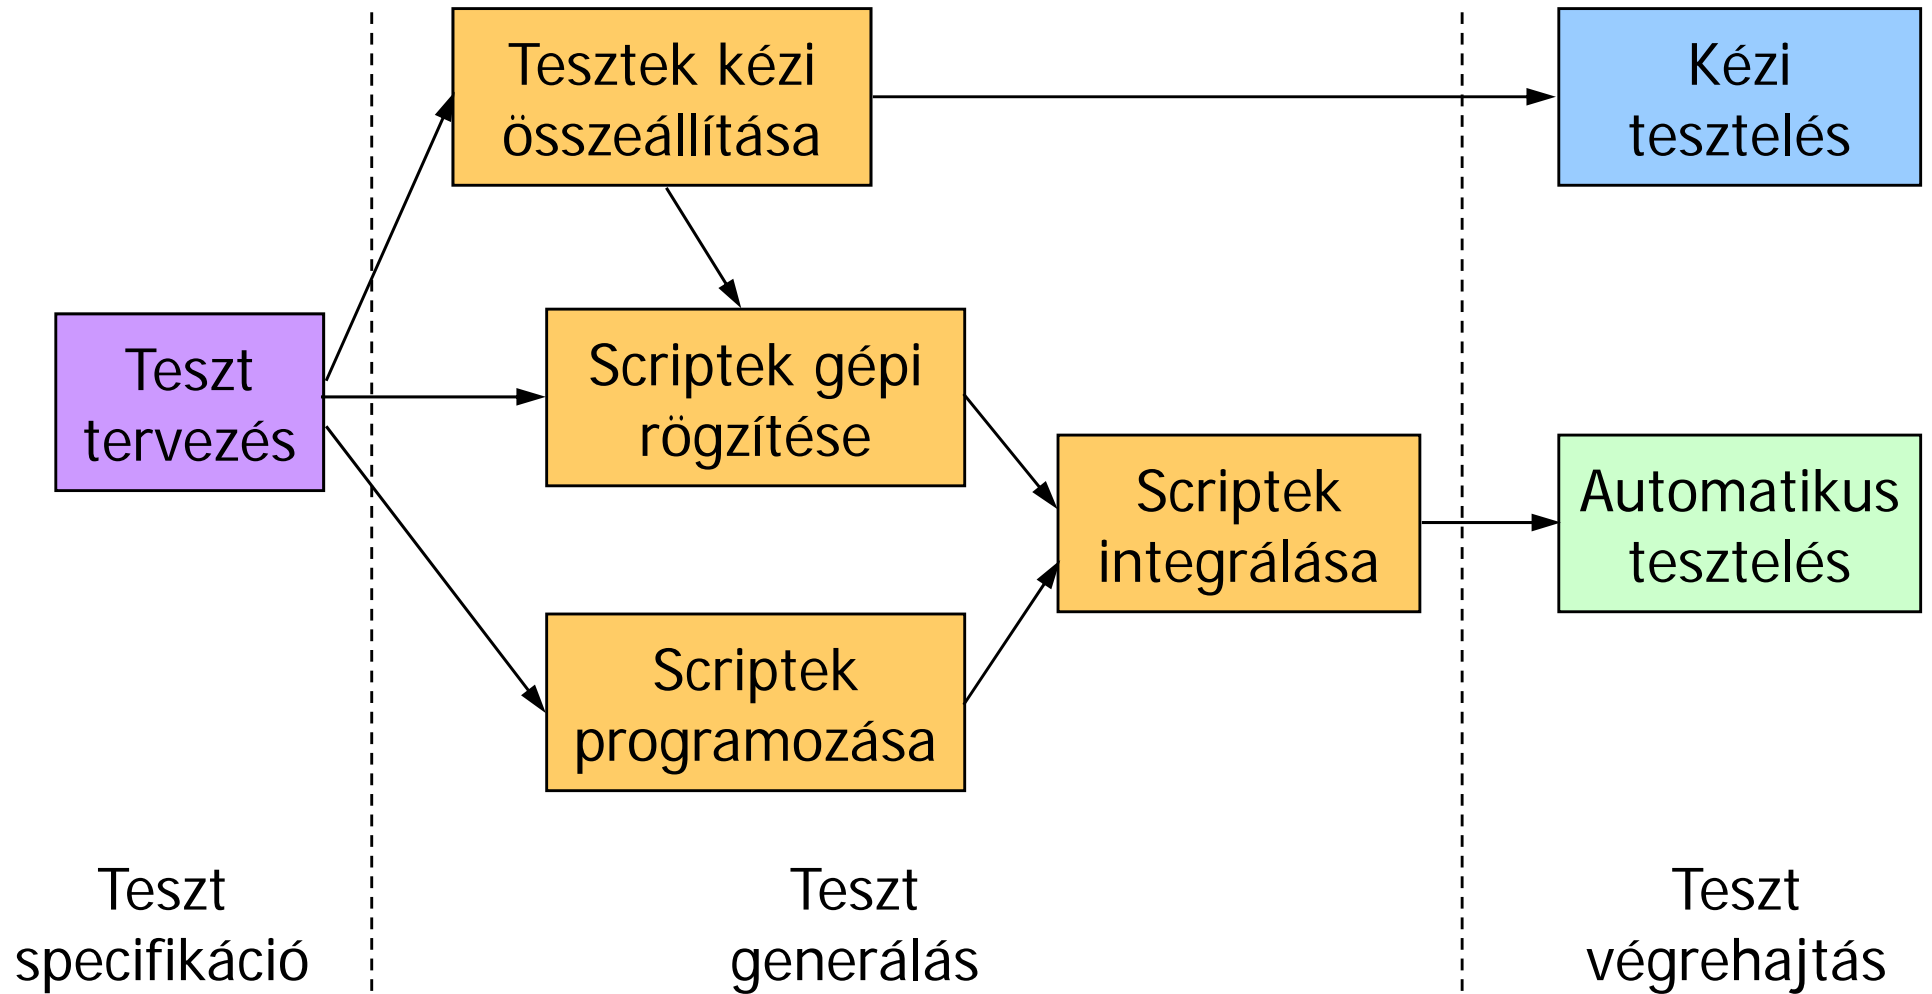 Tesztek kézi
összeállítása
Kézi
tesztelés
Teszt
tervezés
Scriptek gépi
rögzítése
Scriptek
integrálása
Automatikus
tesztelés
Scriptek
programozása
Teszt
specifikáció
Teszt
generálás
Teszt
végrehajtás